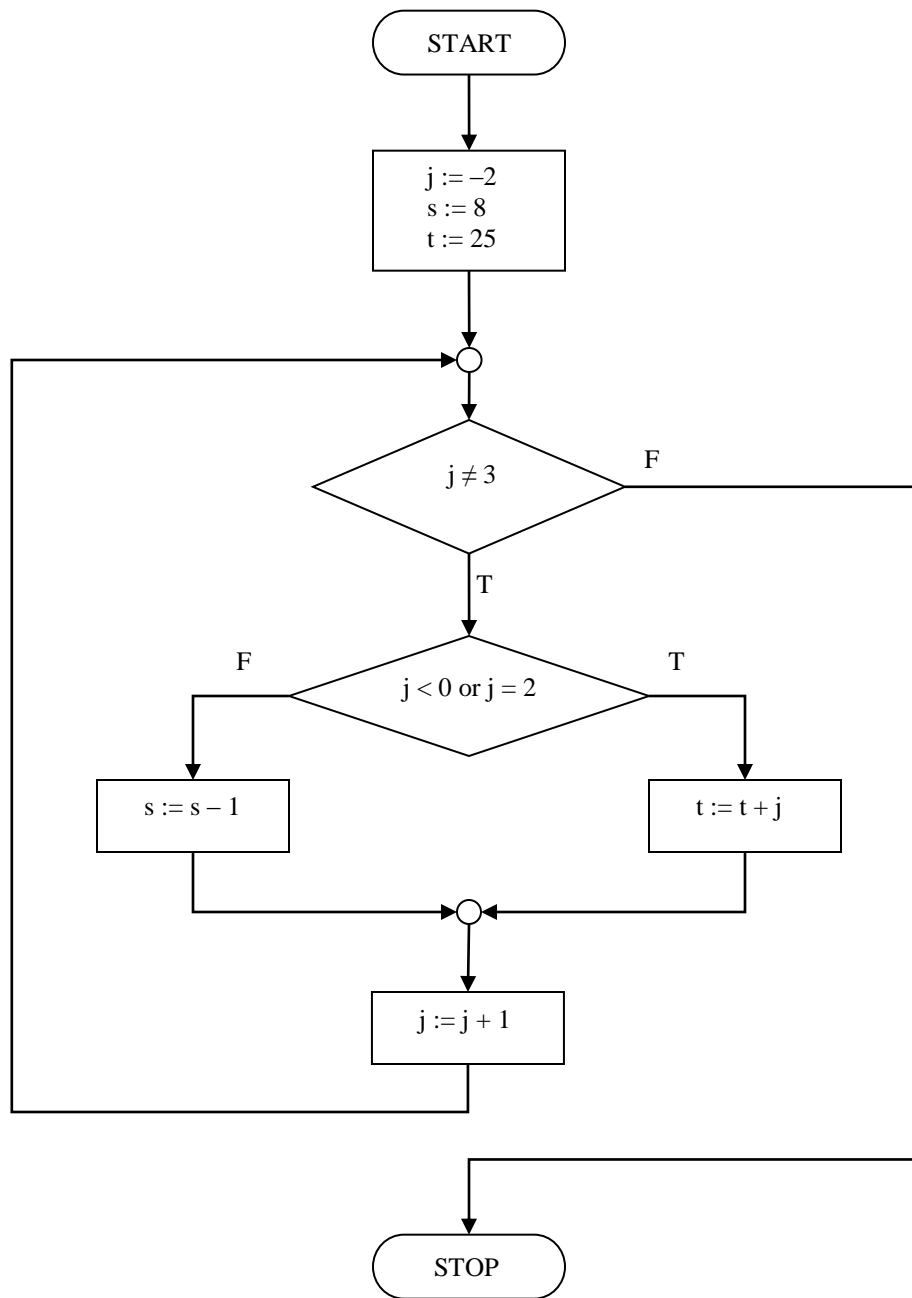 START
j := –2
s := 8
t := 25
j ≠ 3
F
T
F
j < 0 or j = 2
T
s := s – 1
t := t + j
j := j + 1
STOP